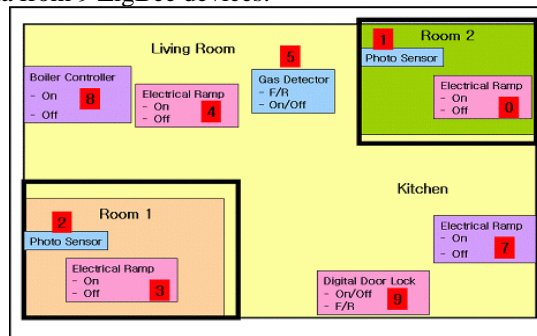 a from 9 ZigBee devices.
Living Room
5
1
Room 2
Photo Sensor
Gas Detector
- F/R
- On/Off
Boiler Controller
- On
- Off
8
Electrical Ramp
- On
- Off
4
Electrical Ramp
- On
- Off
0
Kitchen
2
Room 1
Photo Sensor
Electrical Ramp
- On
- Off
3
Electrical Ramp
- On
- Off
7
Digital Door Lock
- On/Off
- F/R
9